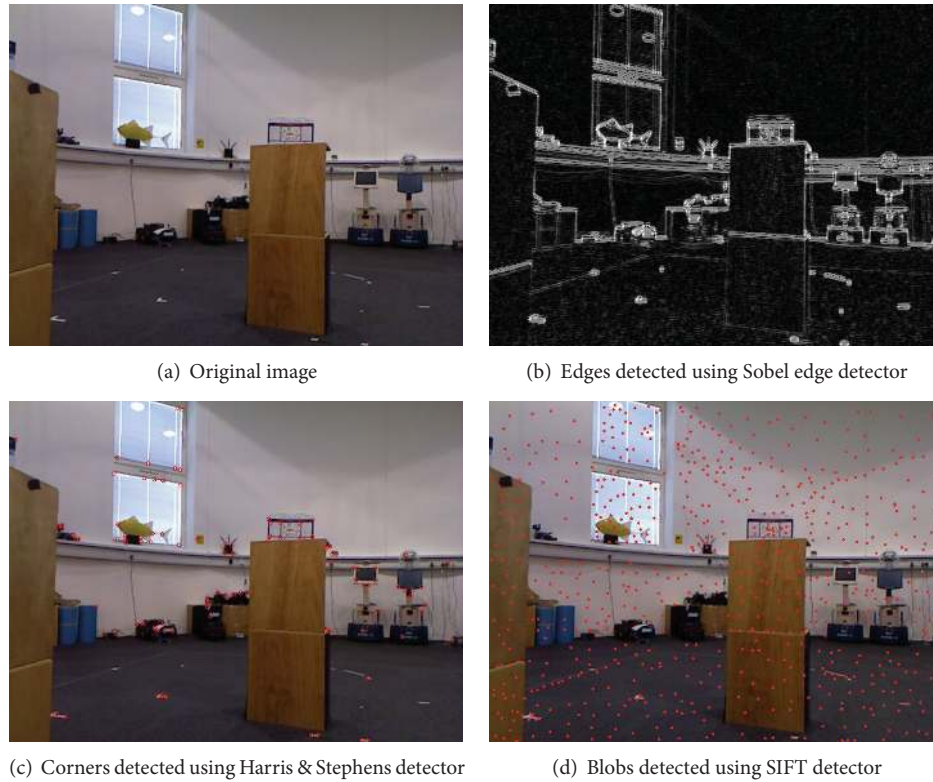 (a) Original image
(b) Edges detected using Sobel edge detector
(c) Corners detected using Harris & Stephens detector
(d) Blobs detected using SIFT detector